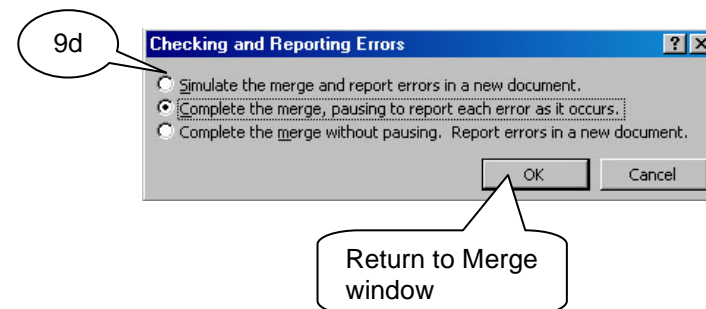 9d
Checking and Reporting Errors
Simulate the merge and report errors in a new document.
Complete the merge, pausing to report each error as it occurs.
Complete the merge without pausing.  Report errors in a new document.
OK
Cancel
Return to Merge
window